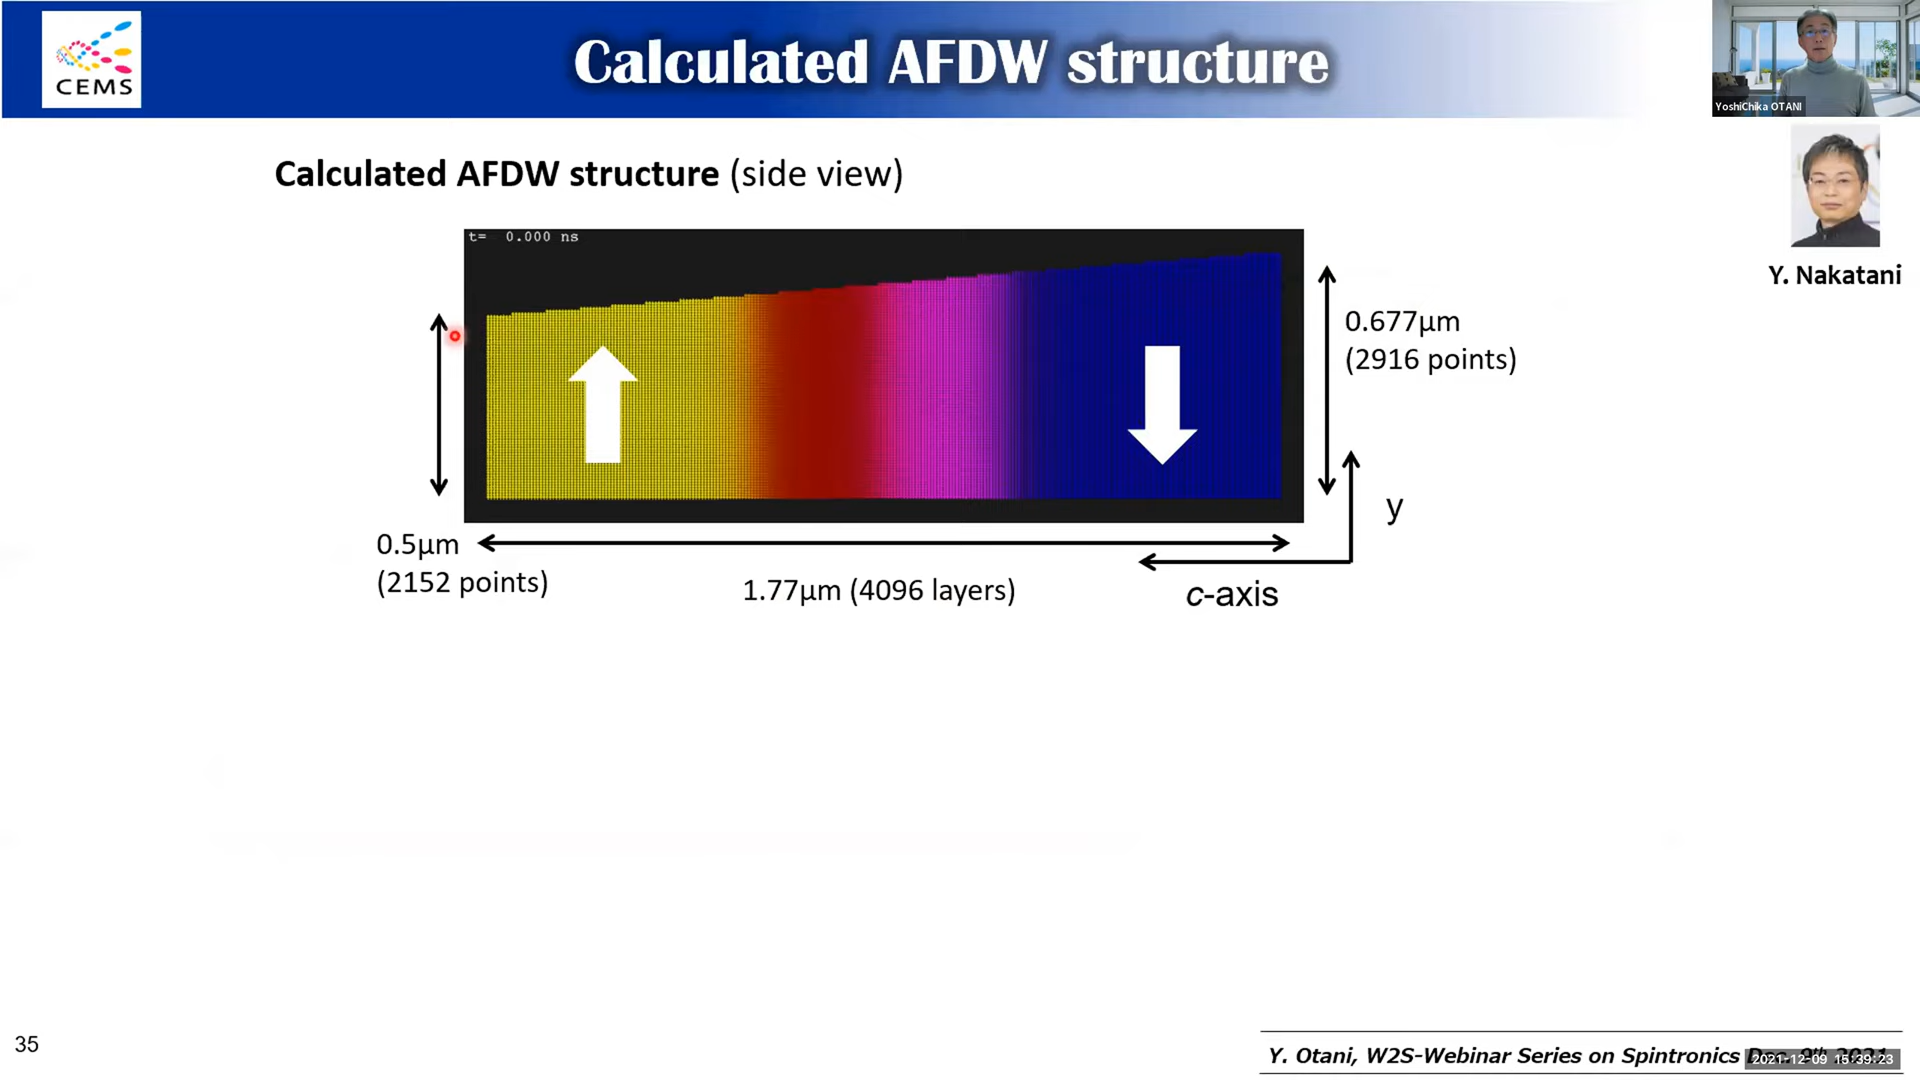 CEMS
Calculated AFDW structure
YoshiChika OTANI
Calculated AFDW structure (side view)
Y. Nakatani
t= 0.000 ns
0.677μm
(2916 points)
y
0.5μm
(2152 points)
1.77μm (4096 layers)
c-axis
35
Y. Otani, W2S-Webinar Series on Spintronics
2021-12-09 15:39:23